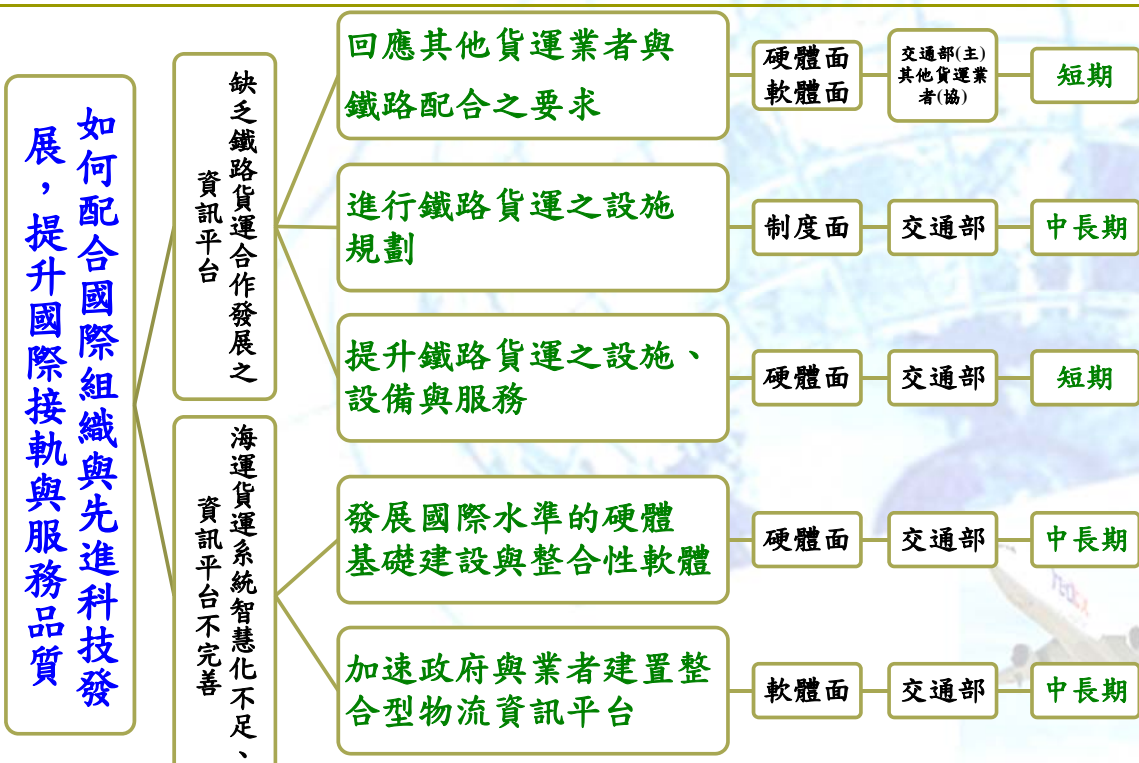 如何配合國際組織與先進科技發
展，提升國際接軌與服務品質
缺乏鐵路貨運合作發展之
資訊平台
回應其他貨運業者與
鐵路配合之要求
硬體面
軟體面
交通部(主)
其他貨運業
者(協)
短期
進行鐵路貨運之設施
規劃
制度面
交通部
中長期
提升鐵路貨運之設施、
設備與服務
硬體面
交通部
短期
海運貨運系統智慧化不足、
資訊平台不完善
發展國際水準的硬體
基礎建設與整合性軟體
硬體面
交通部
中長期
加速政府與業者建置整
合型物流資訊平台
軟體面
交通部
中長期